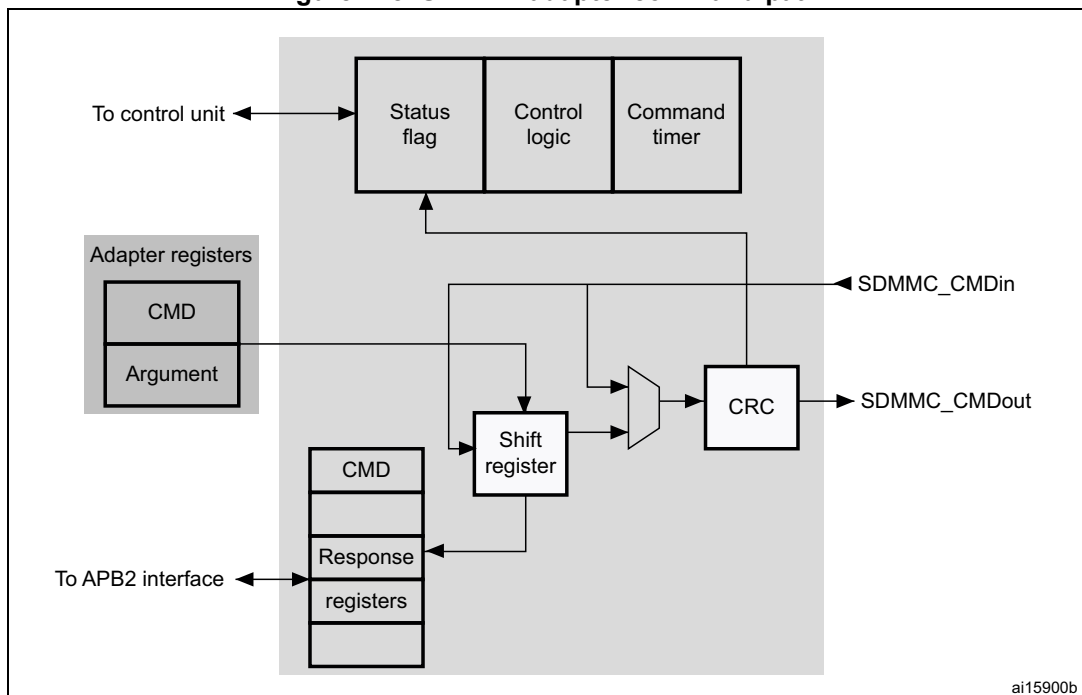 To control unit
Status
flag
Control
logic
Command
timer
Adapter registers
CMD
Argument
SDMMC_CMDin
CRC
SDMMC_CMDout
Shift
register
CMD
Response
registers
To APB2 interface
ai15900b